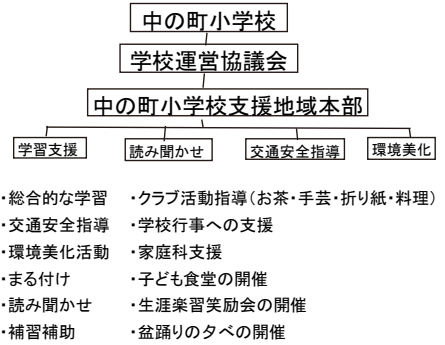 中の町小学校
学校運営協議会
中の町小学校支援地域本部
学習支援 読み聞かせ 交通安全指導 環境美化
・総合的な学習 ・クラブ活動指導(お茶・手芸・折り紙・料理)
・交通安全指導 ・学校行事への支援
・環境美化活動 ・家庭科支援
・まる付け ・子ども食堂の開催
・読み聞かせ ・生涯楽習笑励会の開催
・補習補助 ・盆踊りの夕べの開催